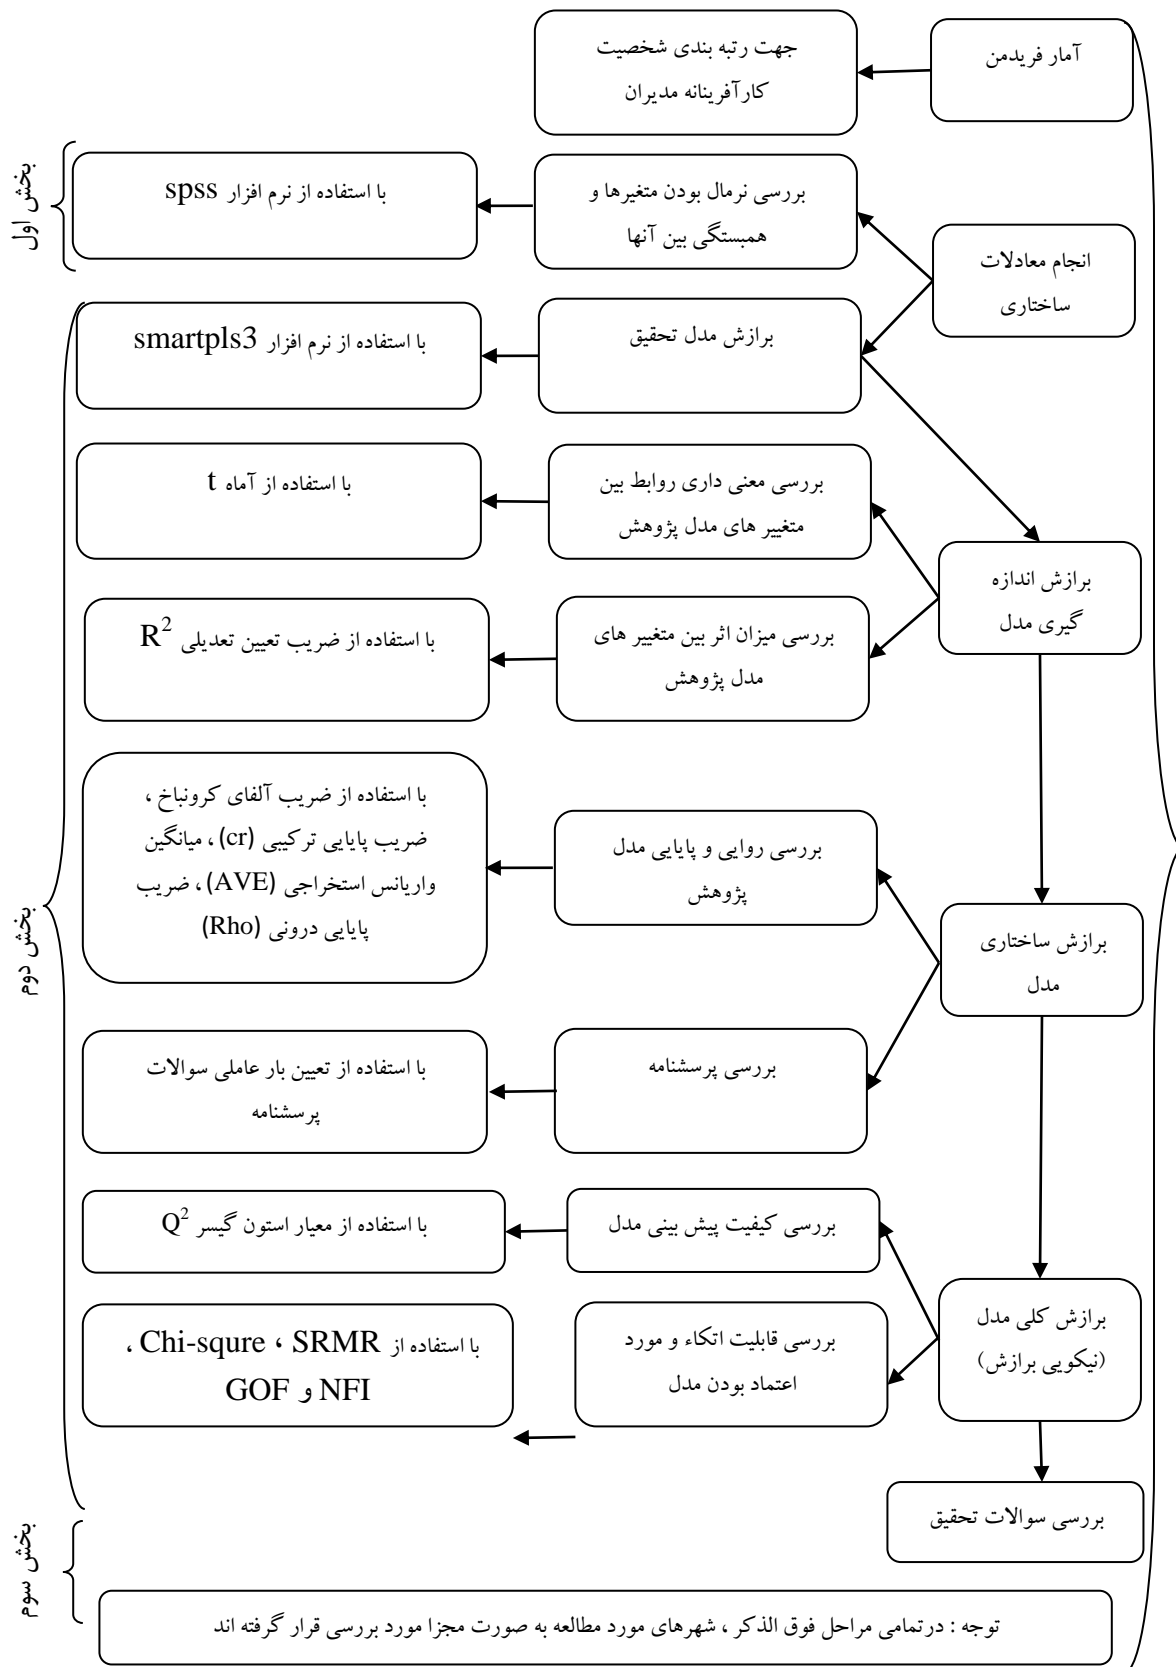 آمار فریدمن
جهت رتبه بندی شخصیت
کارآفرینانه مدیران
بخش اول
انجام معادلات
ساختاری
بررسی نرمال بودن متغیرها و
همبستگی بین آنها
با استفاده از نرم افزار spss
برازش مدل تحقیق
با استفاده از نرم افزار smartpls3
بخش دوم
برازش اندازه
گیری مدل
بررسی معنی داری روابط بین
متغیر های مدل پژوهش
با استفاده از آماه t
بررسی میزان اثر بین متغیر های
مدل پژوهش
با استفاده از ضریب تعیین تعدیلی R²
برازش ساختاری
مدل
بررسی روایی و پایایی مدل
پژوهش
با استفاده از ضریب آلفای کرونباخ ،
ضریب پایایی ترکیبی (cr) ، میانگین
واریانس استخراجی (AVE) ، ضریب
پایایی درونی (Rho)
بررسی پرسشنامه
با استفاده از تعیین بار عاملی سوالات
پرسشنامه
برازش کلی مدل
(نیکویی برازش)
بررسی کیفیت پیش بینی مدل
با استفاده از معیار استون گیسر Q²
بررسی قابلیت اتکاء و مورد
اعتماد بودن مدل
با استفاده از Chi-squre ، SRMR ،
NFI و GOF
بررسی سوالات تحقیق
بخش سوم
توجه : درتمامی مراحل فوق الذکر ، شهرهای مورد مطالعه به صورت مجزا مورد بررسی قرار گرفته اند